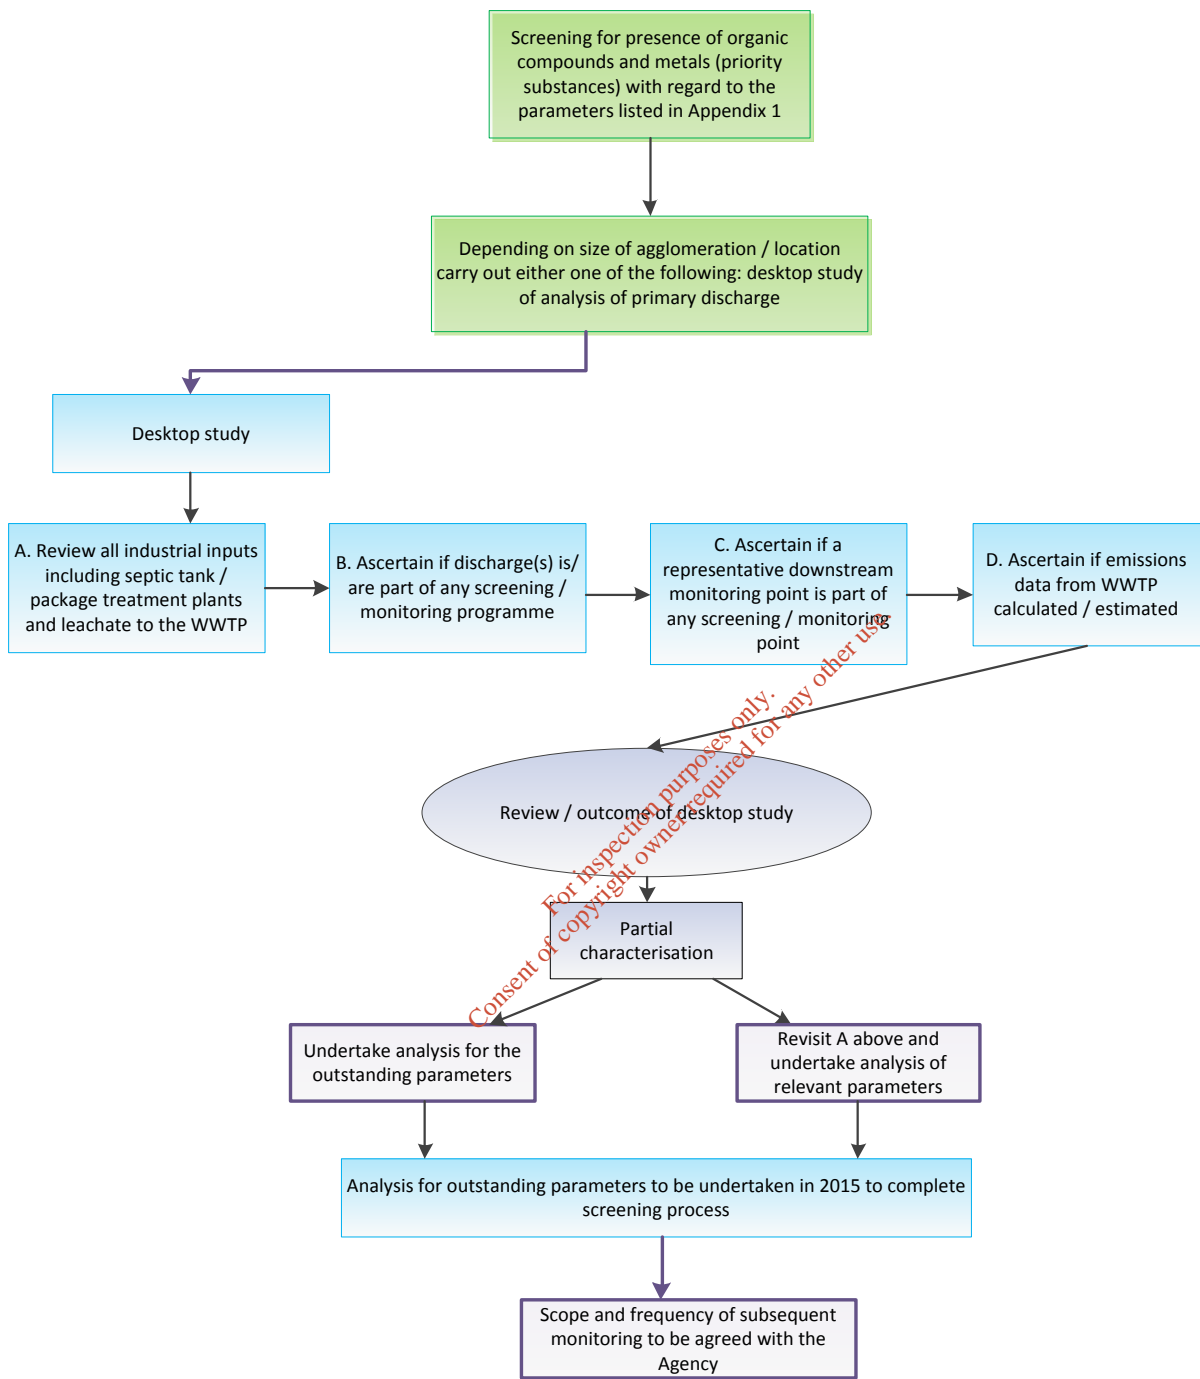 Screening for presence of organic
compounds and metals (priority
substances) with regard to the
parameters listed in Appendix 1
Depending on size of agglomeration / location
carry out either one of the following: desktop study
of analysis of primary discharge
Desktop study
A. Review all industrial inputs
including septic tank /
package treatment plants
and leachate to the WWTP
B. Ascertain if discharge(s) is/
are part of any screening /
monitoring programme
C. Ascertain if a
representative downstream
monitoring point is part of
any screening / monitoring
point
D. Ascertain if emissions
data from WWTP
calculated / estimated
Review / outcome of desktop study
For inspection purposes only.
Consent of copyright owner required for any other use.
Partial
characterisation
Undertake analysis for the
outstanding parameters
Revisit A above and
undertake analysis of
relevant parameters
Analysis for outstanding parameters to be undertaken in 2015 to complete
screening process
Scope and frequency of subsequent
monitoring to be agreed with the
Agency